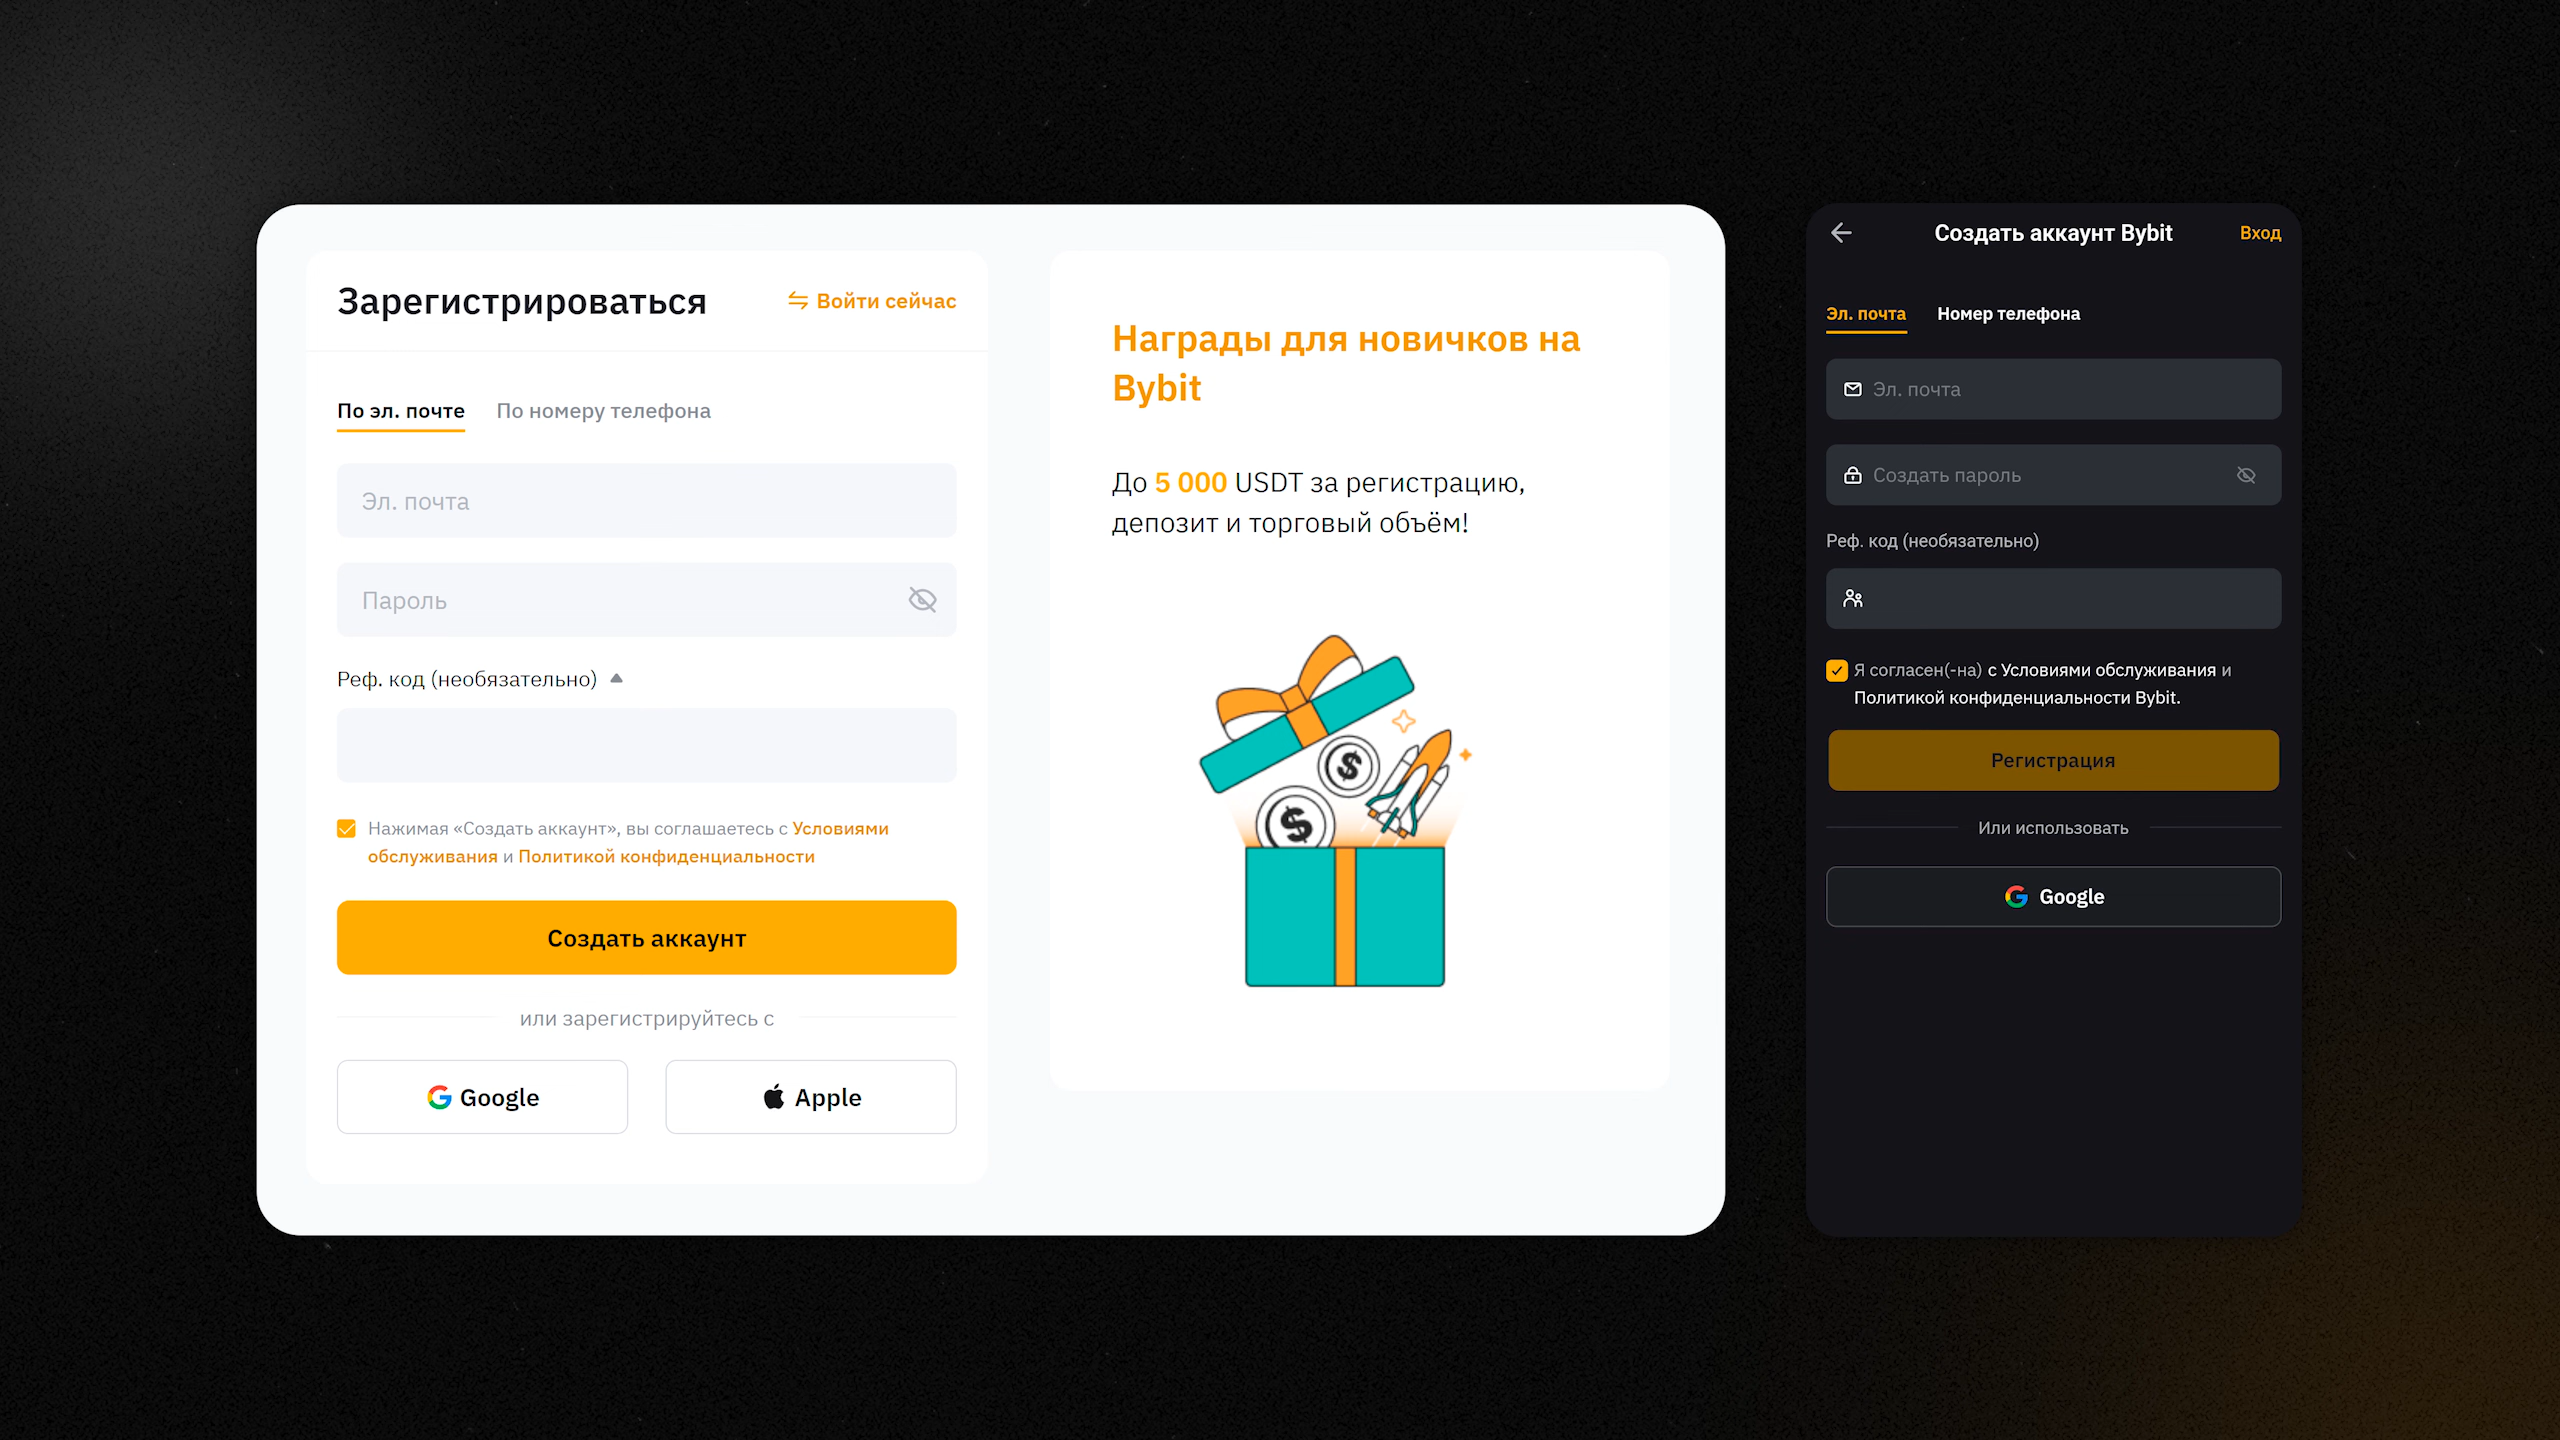 Зарегистрироваться
Войти сейчас
По эл. почте
По номеру телефона
Эл. почта
Пароль
Реф. код (необязательно)
Нажимая «Создать аккаунт», вы соглашаетесь с Условиями
обслуживания и Политикой конфиденциальности
Создать аккаунт
или зарегистрируйтесь с
Google
Apple
Награды для новичков на
Bybit
До 5 000 USDT за регистрацию,
депозит и торговый объём!
$
$
Создать аккаунт Bybit
Вход
Эл. почта
Номер телефона
Эл. почта
Создать пароль
Реф. код (необязательно)
Я согласен(-на) с Условиями обслуживания и
Политикой конфиденциальности Bybit.
Регистрация
Или использовать
Google